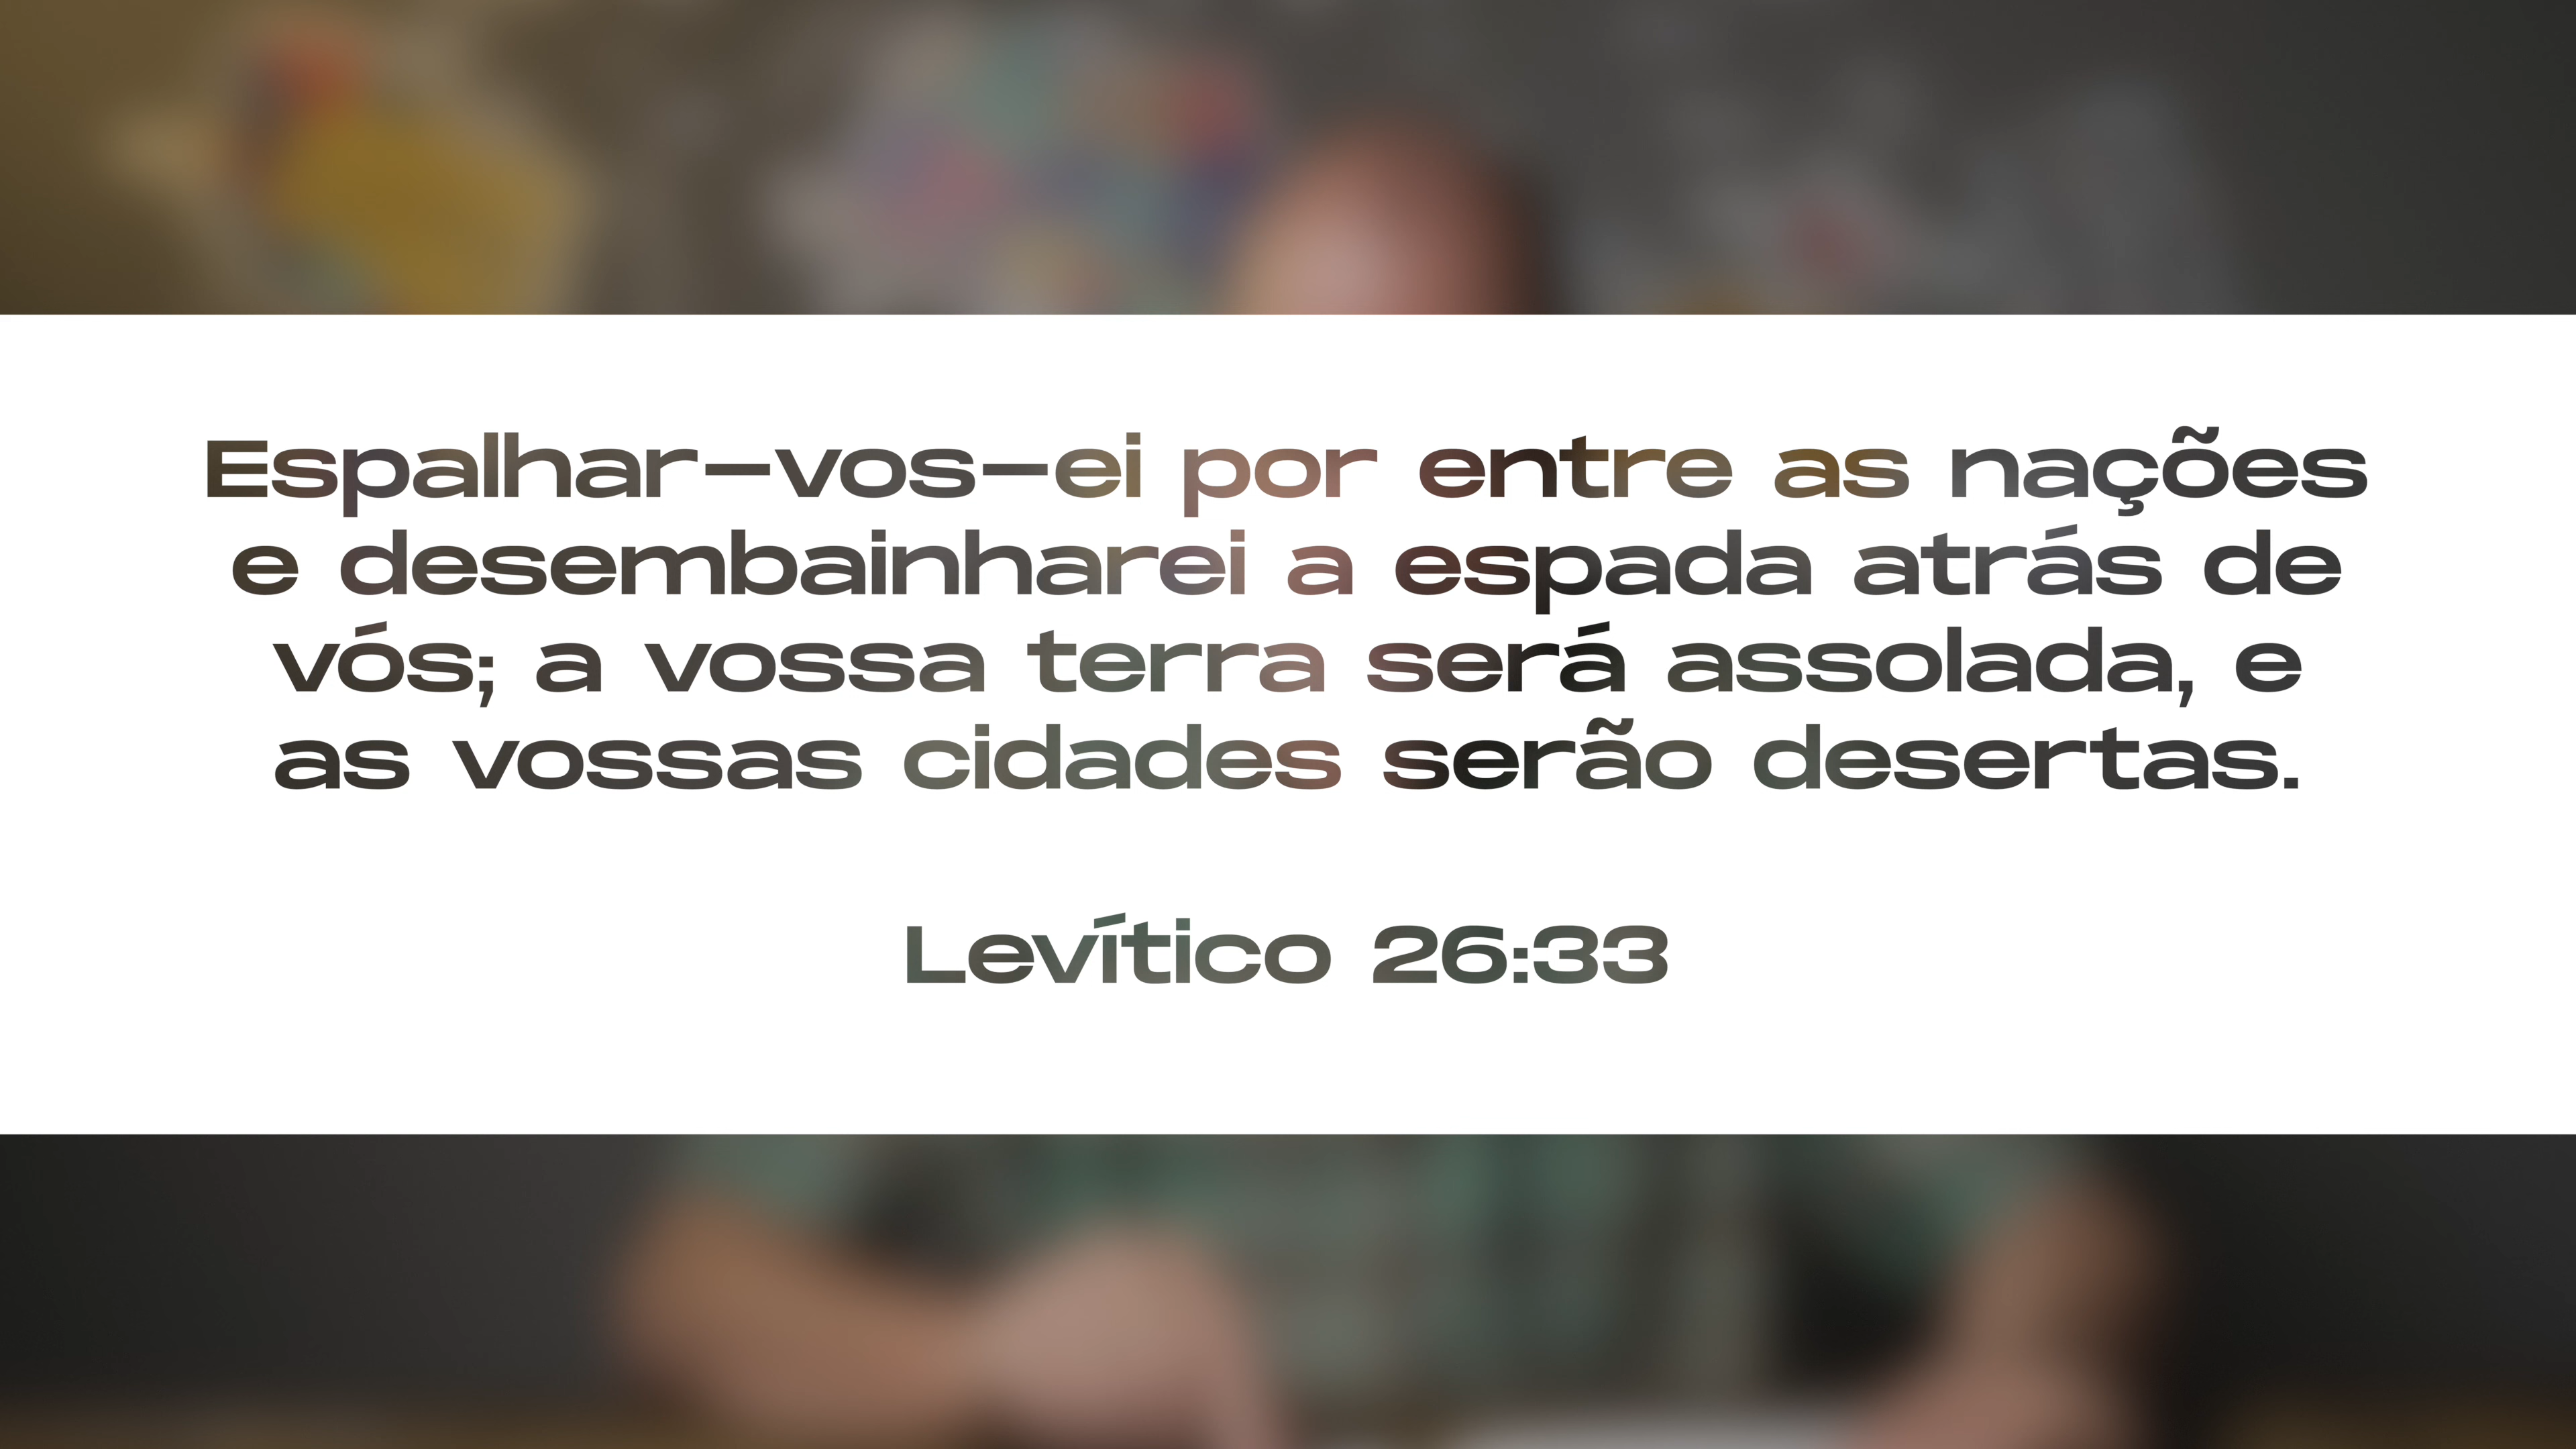 Espalhar-vos-ei por entre as nações
e desembainharei a espada atrás de
vós; a vossa terra será assolada, e
as vossas cidades serão desertas.
Levítico 26:33